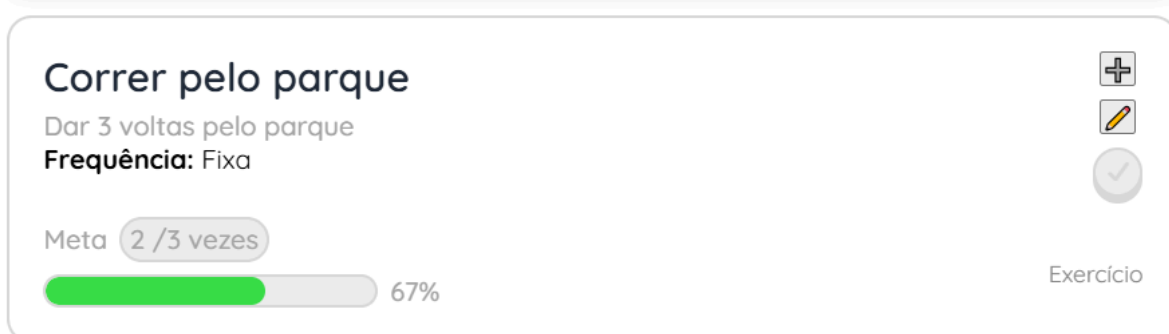 Correr pelo parque
Dar 3 voltas pelo parque
Frequência: Fixa
Meta 2 /3 vezes
67%
Exercício